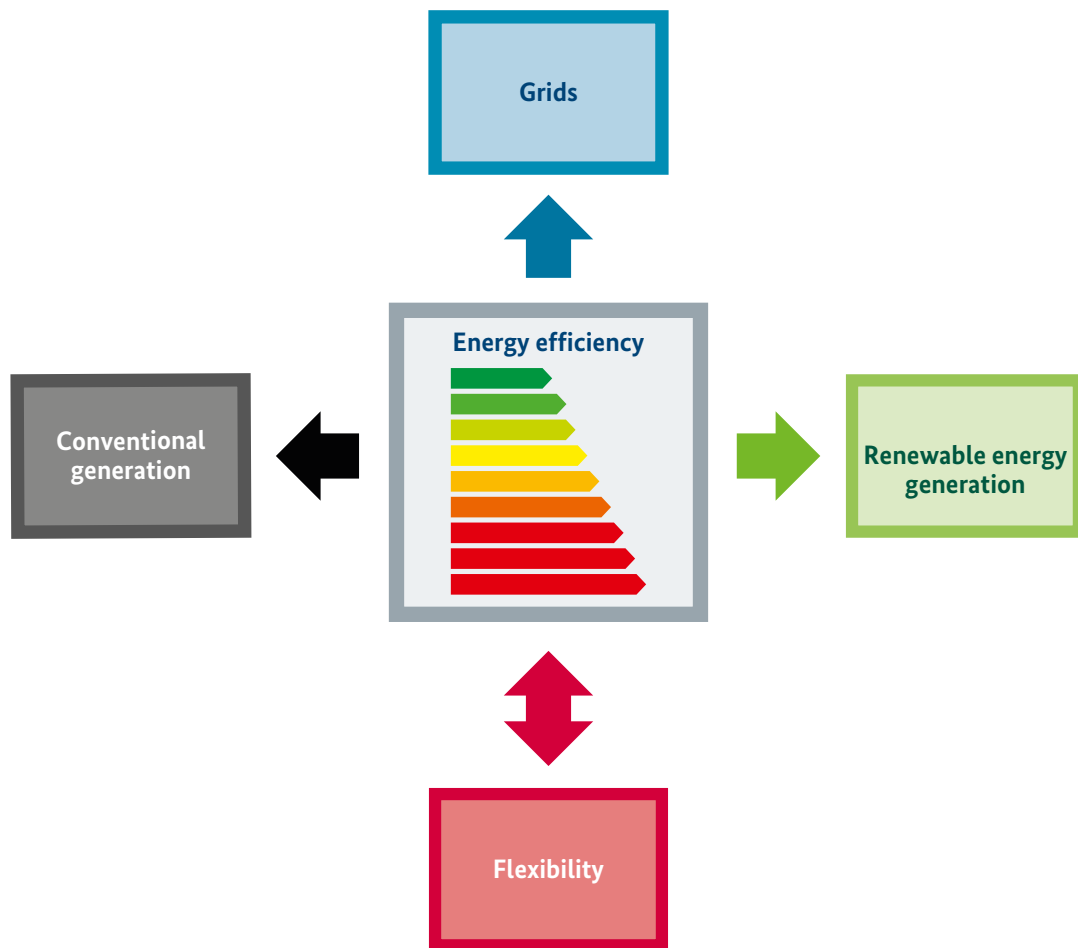 Grids
Energy efficiency
Conventional
generation
Renewable energy
generation
Flexibility